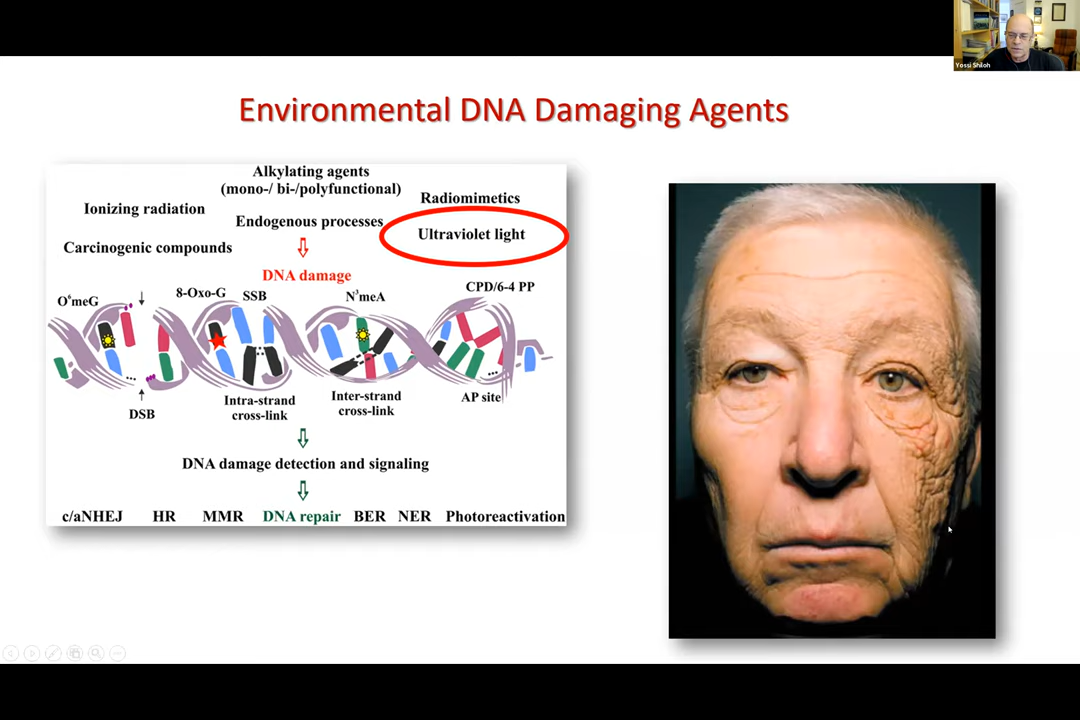 Yossi Shiloh
Environmental DNA Damaging Agents
Alkylating agents
(mono-/ bi-/polyfunctional)
Radiomimetics
Ionizing radiation
Endogenous processes
Ultraviolet light
Carcinogenic compounds
DNA damage
O⁶meG
8-Oxo-G
SSB
N³meA
CPD/6-4 PP
DSB
Intra-strand
cross-link
Inter-strand
cross-link
AP site
DNA damage detection and signaling
c/aNHEJ HR MMR DNA repair BER NER Photoreactivation